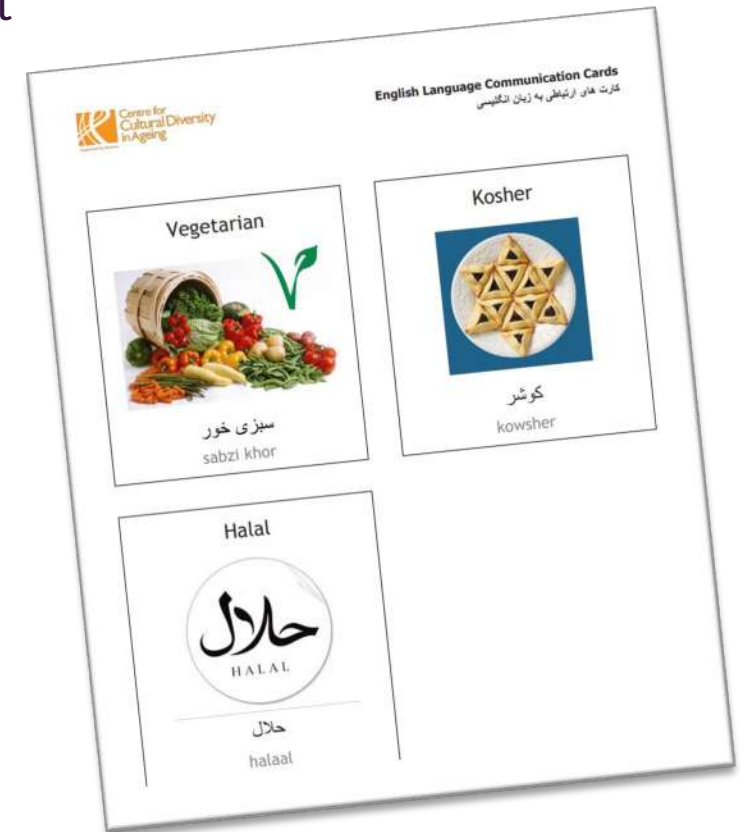 Centre for
Cultural Diversity
in Ageing
English Language Communication Cards
کارت های ارتباطی به زبان انگلیسی
Vegetarian
سبزی خور
sabzi khor
Kosher
کوشر
kowsher
Halal
حلال
HALAL
حلال
halaal